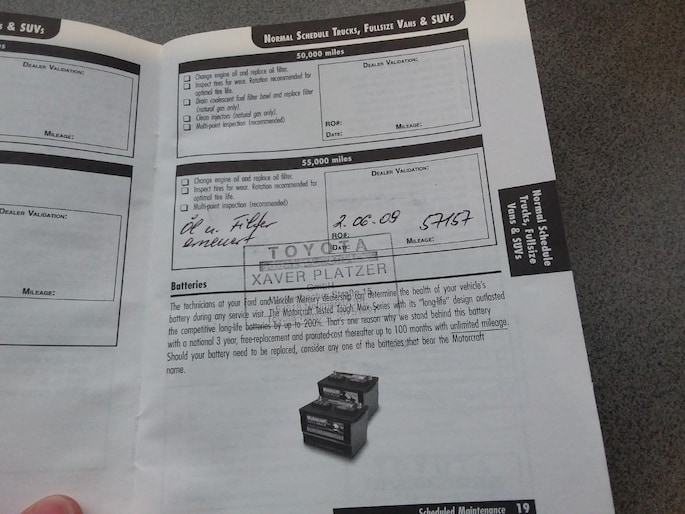 & SUVs
DEALER VALIDATION:
MILEAGE:
DEALER VALIDATION:
MILEAGE:
NORMAL SCHEDULE TRUCKS, FULLSIZE VANS & SUVs
50,000 miles
Change engine oil and replace oil filter.
Inspect tires for wear. Rotation recommended for
optimal tire life.
Drain coalescent fuel filter bowl and replace filter
(natural gas only).
Clean injectors (natural gas only).
Multi-point inspection (recommended)
DEALER VALIDATION:
RO#:
DATE:
MILEAGE:
55,000 miles
Change engine oil and replace oil filter.
Inspect tires for wear. Rotation recommended for
optimal tire life.
Multi-point inspection (recommended)
Öl u. Filter
erneuert
DEALER VALIDATION:
2.06.09
57157
RO#:
DATE:
MILEAGE:
TOYOTA
XAVER PLATZER
Normal Schedule
Trucks, Fullsize
Vans & SUVs
Batteries
The technicians at your Ford and Lincoln Mercury dealership can determine the health of your vehicle's
battery during any service visit. The Motorcraft Tested Tough Max Series with its "long-life" design outlasted
the competitive long-life batteries by up to 200%. That's one reason why we stand behind this battery
with a national 3 year, free-replacement and prorated-cost thereafter up to 100 months with unlimited mileage.
Should your battery need to be replaced, consider any one of the batteries that bear the Motorcraft
name.
Scheduled Maintenance 19